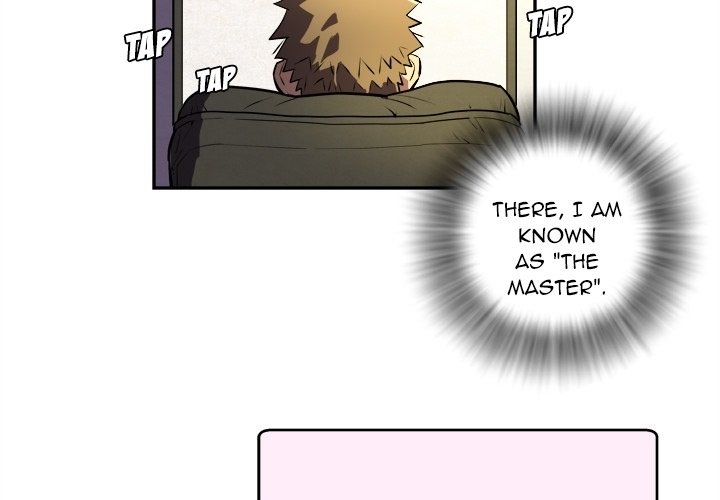 TAP
TAP
TAP
THERE, I AM
KNOWN
AS "THE
MASTER".